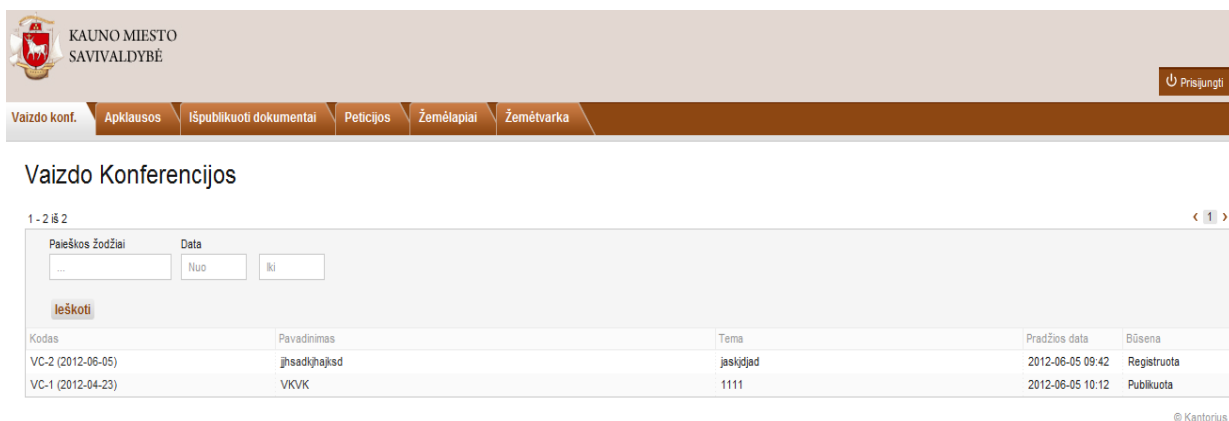 KAUNO MIESTO
SAVIVALDYBĖ
Prisijungti
Vaizdo konf. Apklausos Išpublikuoti dokumentai Peticijos Žemėlapiai Žemėtvarka
Vaizdo Konferencijos
1 - 2 iš 2 1
Paieškos žodžiai Data
... Nuo Iki
Ieškoti
Kodas Pavadinimas Tema Pradžios data Būsena
VC-2 (2012-06-05) jjhsadkjhajksd jaskjdjad 2012-06-05 09:42 Registruota
VC-1 (2012-04-23) VKVK 1111 2012-06-05 10:12 Publikuota
© Kantorius